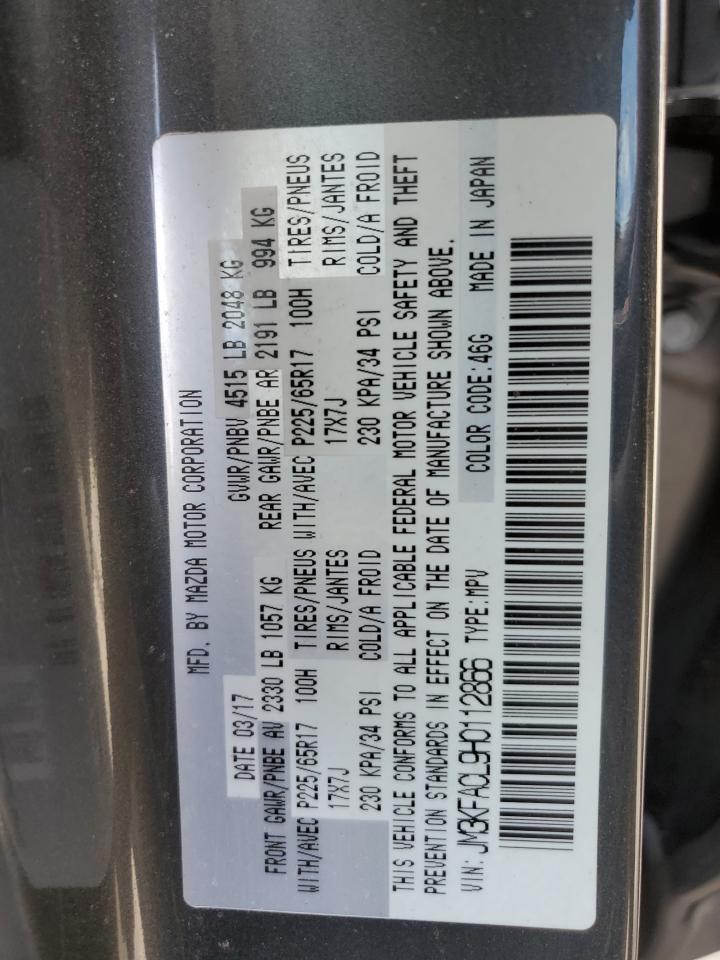 MFD. BY MAZDA MOTOR CORPORATION
DATE 03/17 GVWR/PNBV 4515 LB 2048 KG
FRONT GAWR/PNBE AV 2330 LB 1057 KG REAR GAWR/PNBE AR 2191 LB 994 KG
WITH/AVEC P225/65R17 100H TIRES/PNEUS WITH/AVEC P225/65R17 100H TIRES/PNEUS
17X7J RIMS/JANTES 17X7J RIMS/JANTES
230 KPA/34 PSI COLD/A FROID 230 KPA/34 PSI COLD/A FROID
THIS VEHICLE CONFORMS TO ALL APPLICABLE FEDERAL MOTOR VEHICLE SAFETY AND THEFT
PREVENTION STANDARDS IN EFFECT ON THE DATE OF MANUFACTURE SHOWN ABOVE.
VIN: JM3KFACL9H0112866 TYPE:MPV COLOR CODE:46G MADE IN JAPAN